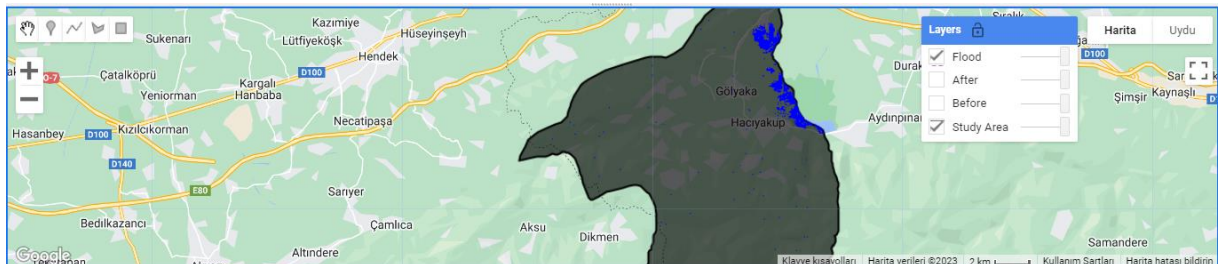 Kazımiye
Hüseyinşeyh
Sukenarı
Lütfiyeköşk
D100
Hendek
O-7
Çatalköprü
Kargalı
Hanbaba
Yeniorman
D100
Necatipaşa
Hasanbey
D100
Kızılcıkorman
D140
E80
Sarıyer
Bedilkazancı
Çamlıca
Aksu
Dikmen
Altındere
Google
Gölyaka
Hacıyakup
Aydınpınar
Layers
Flood
After
Before
Study Area
Harita
Uydu
D100
Şimşir
Kaynaşlı
Samandere
Klavye kısayolları
Harita verileri ©2023
2 km
Kullanım Şartları
Harita hatası bildirin